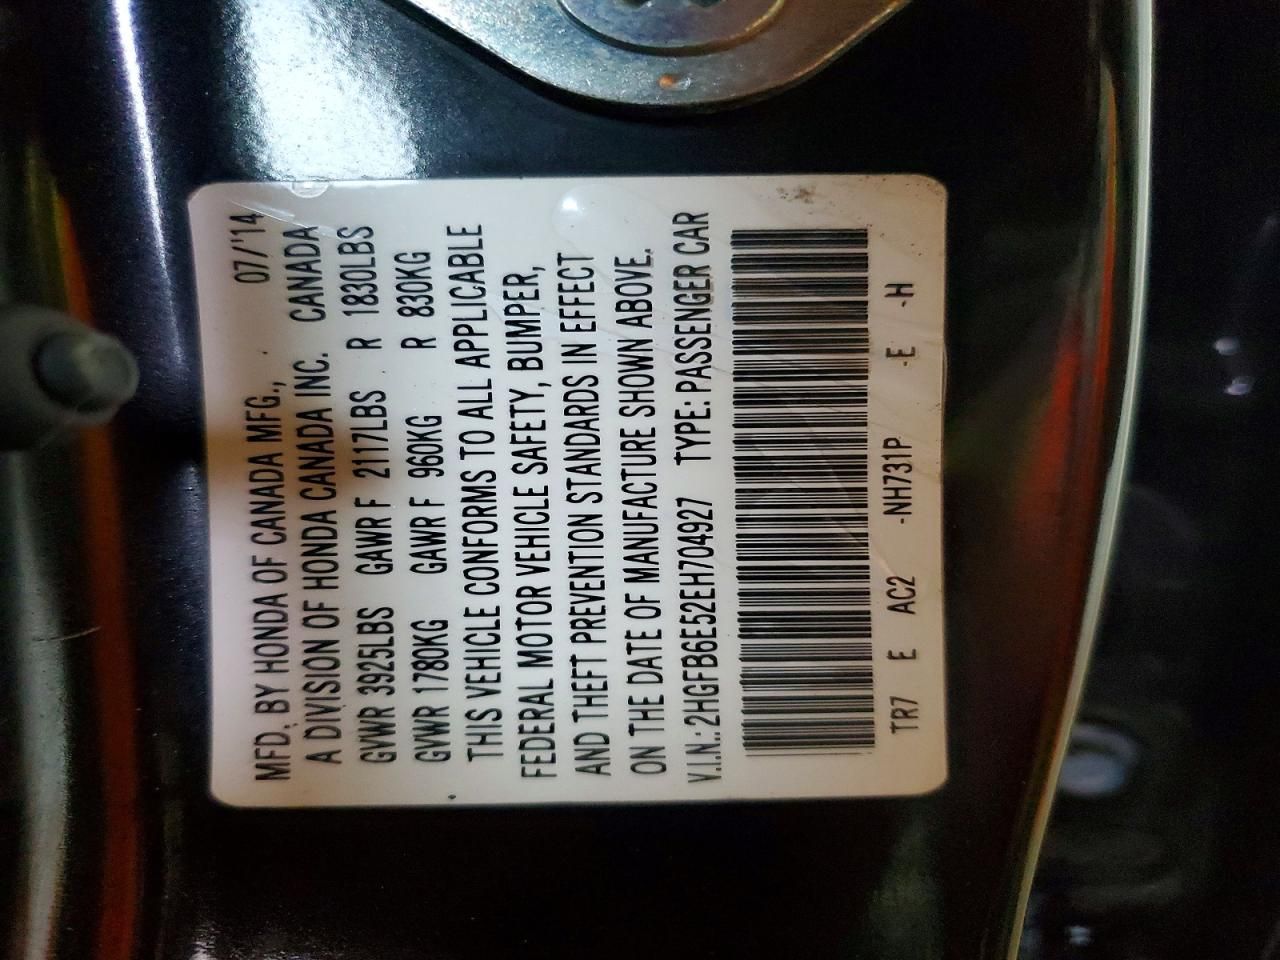 MFD. BY HONDA OF CANADA MFG., 07/'14
A DIVISION OF HONDA CANADA INC. CANADA
GVWR 3925LBS GAWR F 2117LBS R 1830LBS
GVWR 1780KG GAWR F 960KG R 830KG
THIS VEHICLE CONFORMS TO ALL APPLICABLE
FEDERAL MOTOR VEHICLE SAFETY, BUMPER,
AND THEFT PREVENTION STANDARDS IN EFFECT
ON THE DATE OF MANUFACTURE SHOWN ABOVE.
V.I.N.: 2HGFB6E52EH704927 TYPE: PASSENGER CAR
TR7 E AC2 -NH731P -E -H